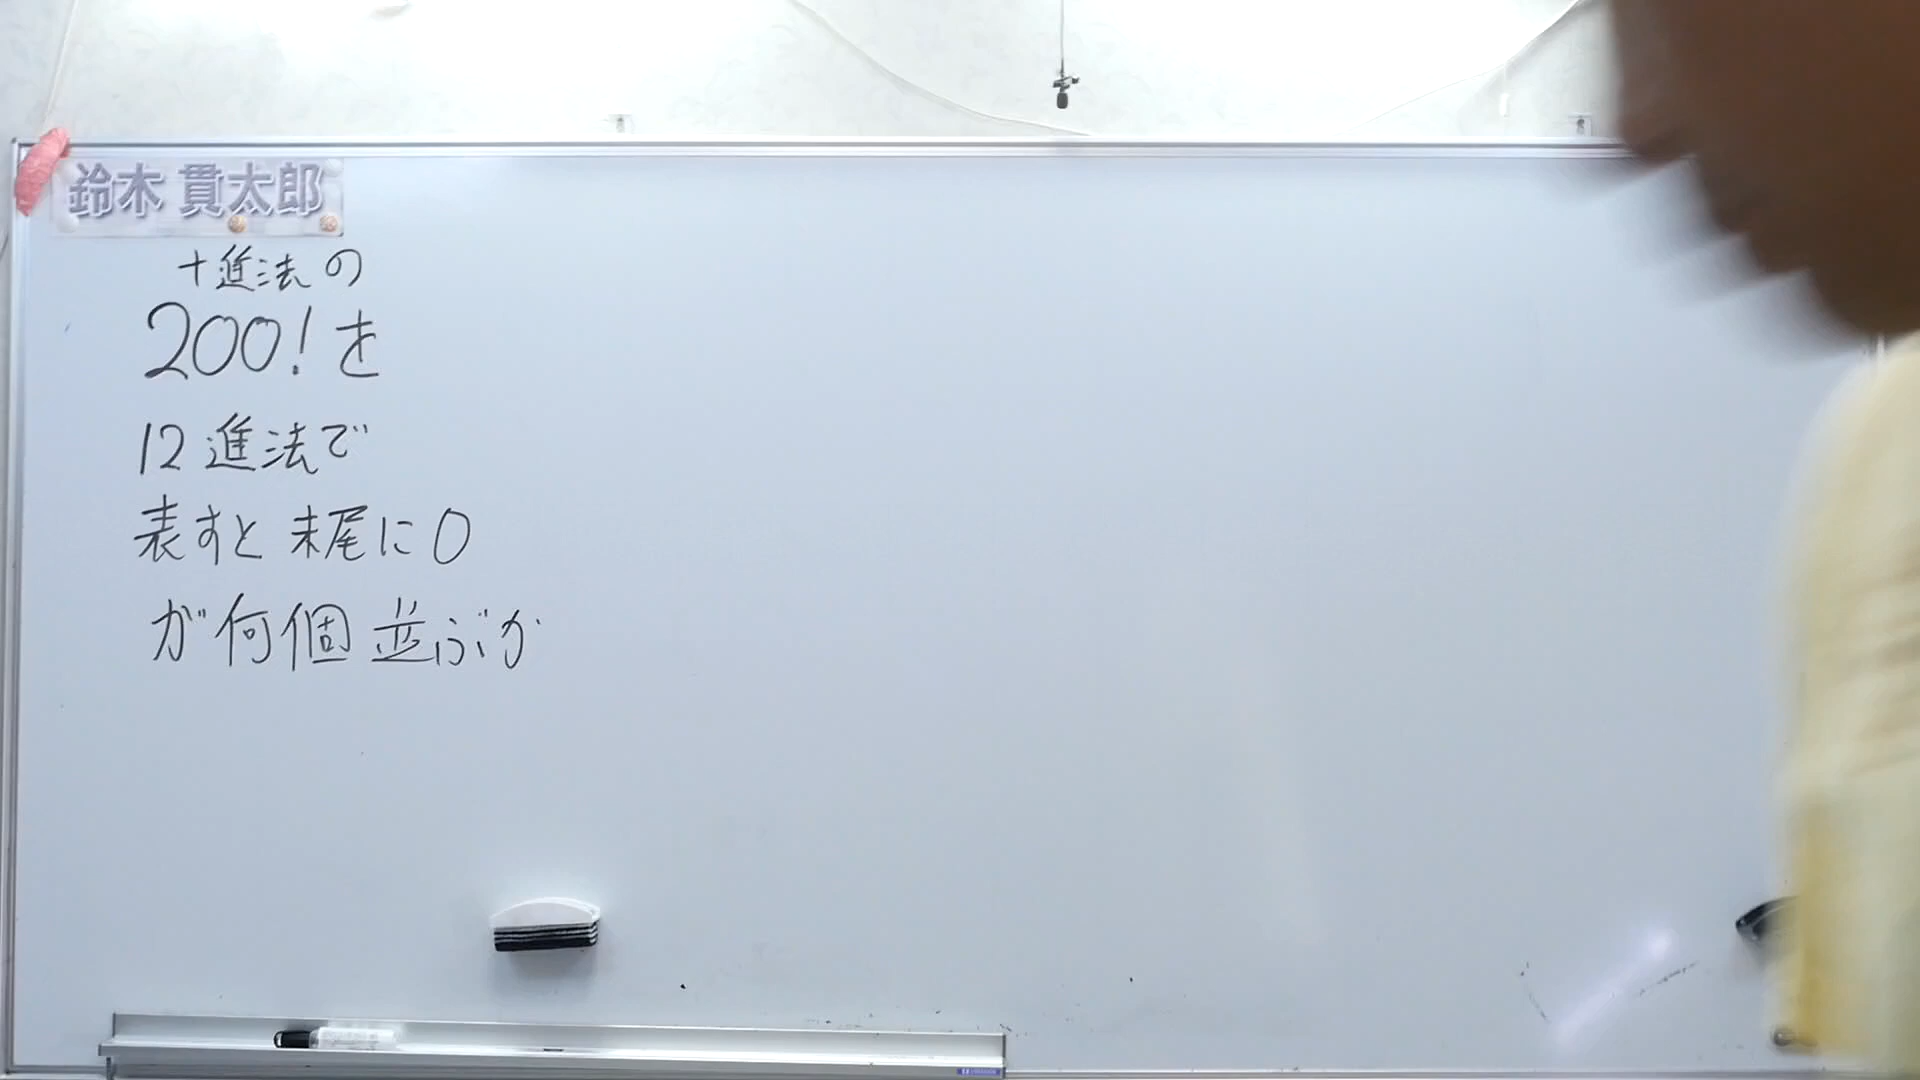 鈴木 貫太郎
十進法の
200!を
12進法で
表すと末尾に0
が何個並ぶか